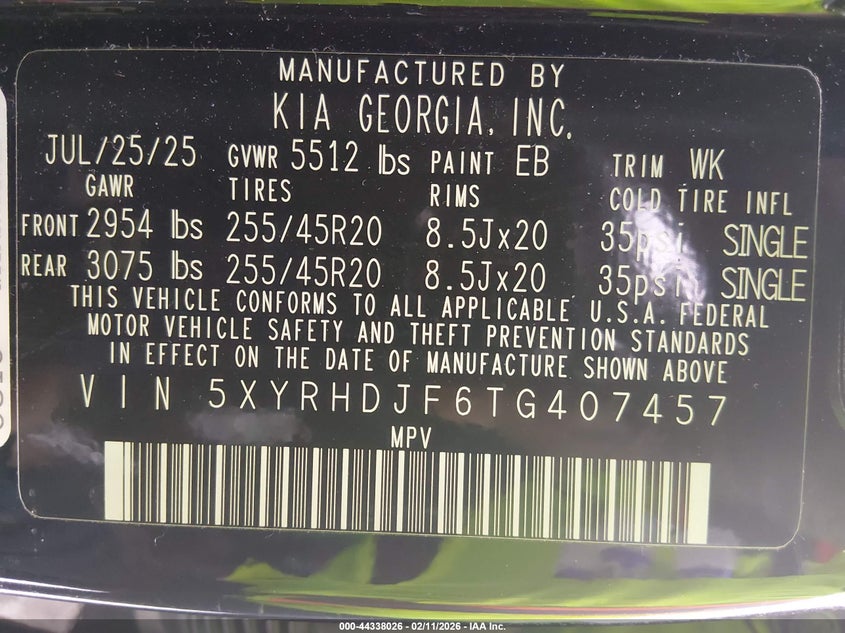 MANUFACTURED BY
KIA GEORGIA, INC.
JUL/25/25 GVWR 5512 lbs PAINT EB TRIM WK
GAWR TIRES RIMS COLD TIRE INFL
FRONT 2954 lbs 255/45R20 8.5Jx20 35psi SINGLE
REAR 3075 lbs 255/45R20 8.5Jx20 35psi SINGLE
THIS VEHICLE CONFORMS TO ALL APPLICABLE U.S.A. FEDERAL
MOTOR VEHICLE SAFETY AND THEFT PREVENTION STANDARDS
IN EFFECT ON THE DATE OF MANUFACTURE SHOWN ABOVE
VIN 5XYRHDJF6TG407457
MPV
000-44338026 - 02/11/2026 - IAA Inc.